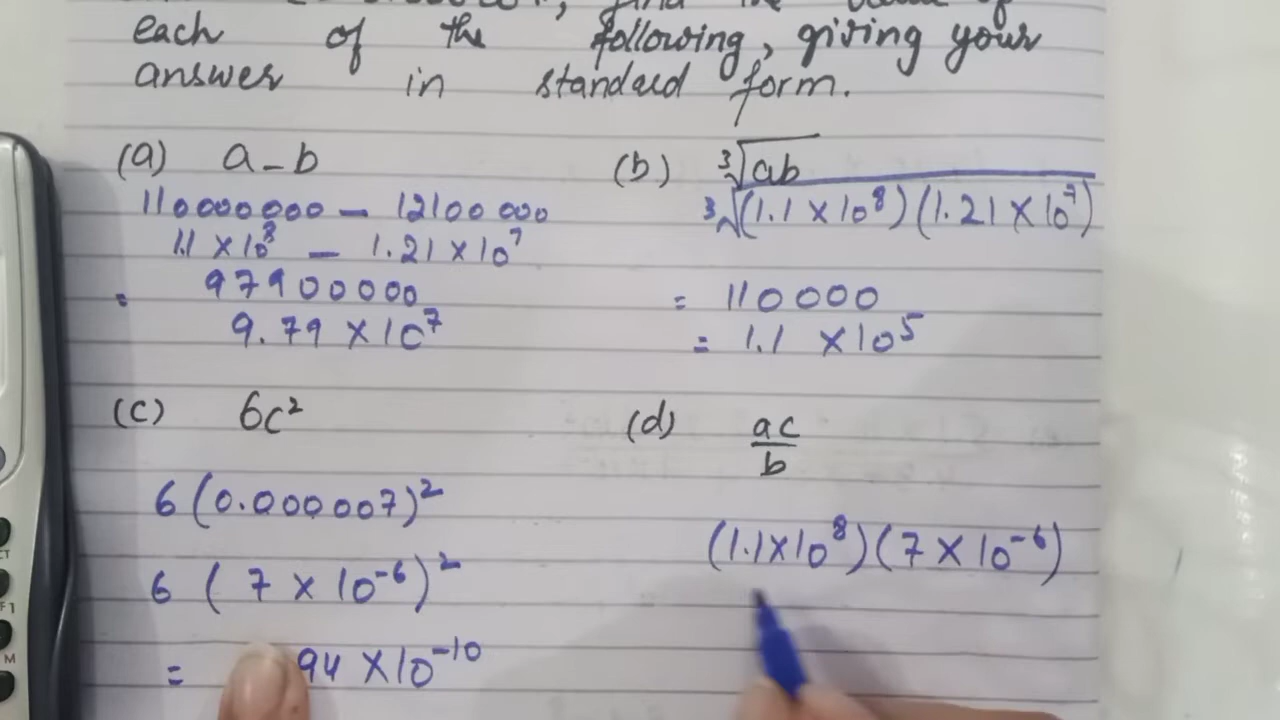 each of the following, giving your
answer in standard form.
(a) a - b
110000000 - 12100000
1.1 × 10⁸ - 1.21 × 10⁷
= 97900000
9.79 × 10⁷
(b) ³√ab
³√(1.1 × 10⁸)(1.21 × 10⁷)
= 110000
= 1.1 × 10⁵
(c) 6c²
6(0.000007)²
6 ( 7 × 10⁻⁶)²
= 94 × 10⁻¹⁰
(d) ac
b
(1.1×10⁸)(7 × 10⁻⁶)